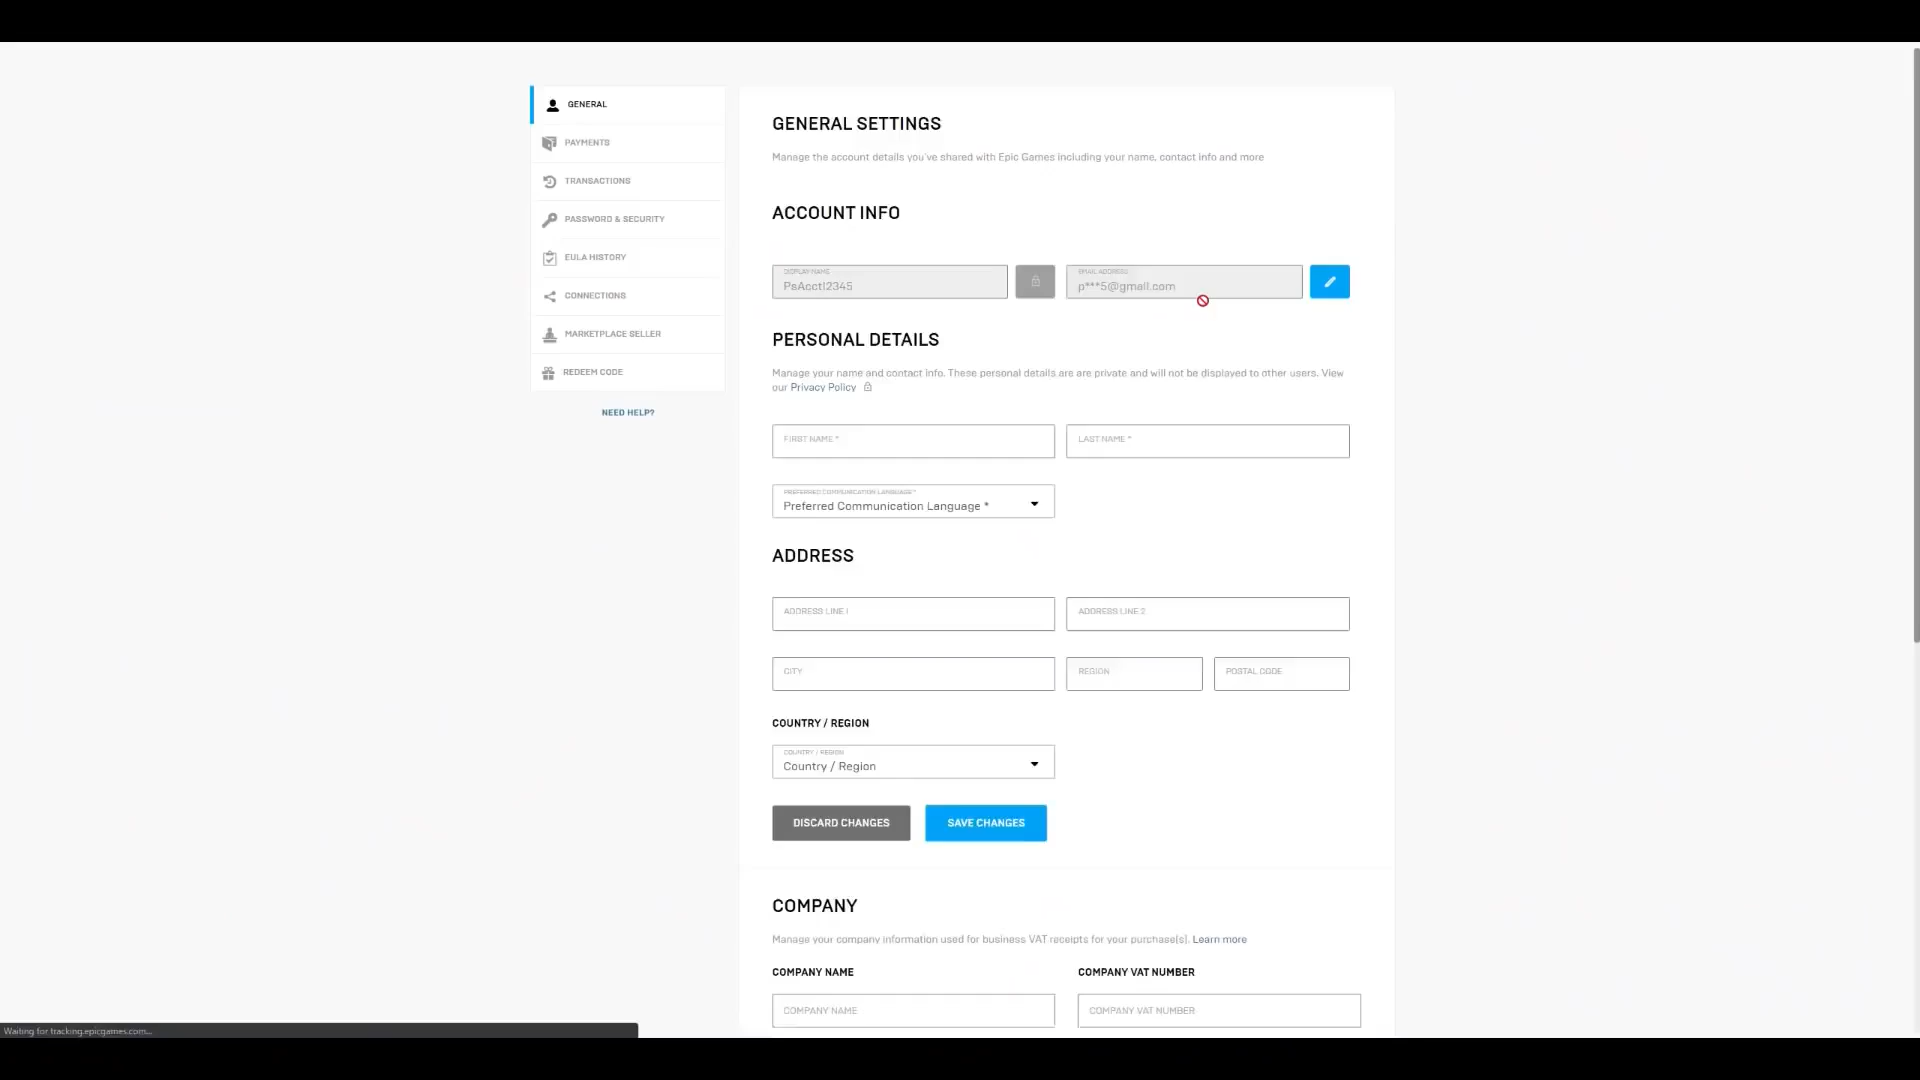 GENERAL
PAYMENTS
TRANSACTIONS
PASSWORD & SECURITY
EULA HISTORY
CONNECTIONS
MARKETPLACE SELLER
REDEEM CODE
NEED HELP?
GENERAL SETTINGS
Manage the account details you've shared with Epic Games including your name, contact info and more
ACCOUNT INFO
DISPLAY NAME
PsAcct12345
EMAIL ADDRESS
p***5@gmail.com
PERSONAL DETAILS
Manage your name and contact info. These personal details are are private and will not be displayed to other users. View
our Privacy Policy
FIRST NAME *
LAST NAME *
PREFERRED COMMUNICATION LANGUAGE *
Preferred Communication Language *
ADDRESS
ADDRESS LINE 1
ADDRESS LINE 2
CITY
REGION
POSTAL CODE
COUNTRY / REGION
COUNTRY / REGION
Country / Region
DISCARD CHANGES
SAVE CHANGES
COMPANY
Manage your company information used for business VAT receipts for your purchase(s). Learn more
COMPANY NAME
COMPANY VAT NUMBER
COMPANY NAME
COMPANY VAT NUMBER
Waiting for tracking.epicgames.com...